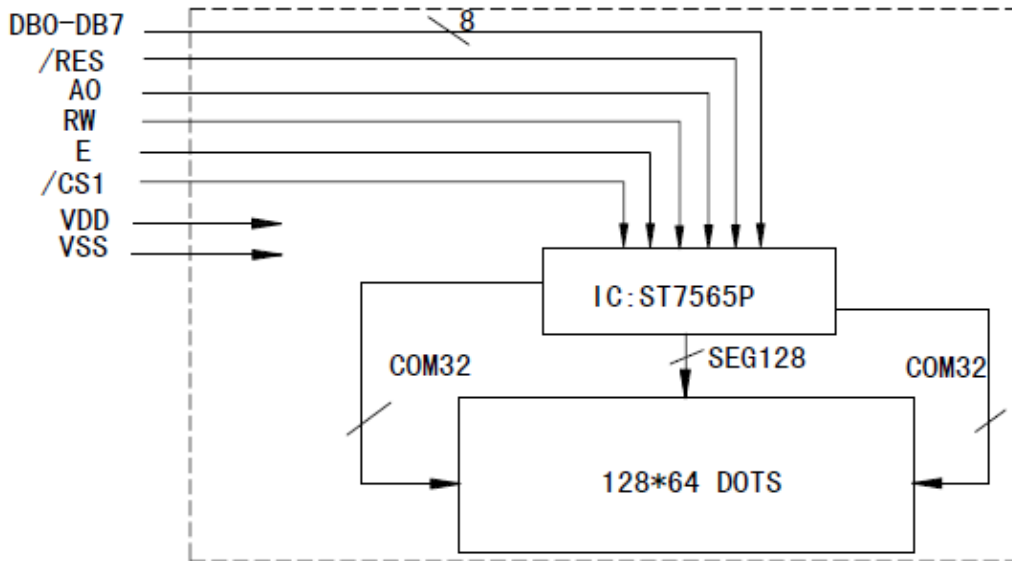 DB0-DB7
8
/RES
A0
RW
E
/CS1
VDD
VSS
IC:ST7565P
COM32
SEG128
COM32
128*64 DOTS